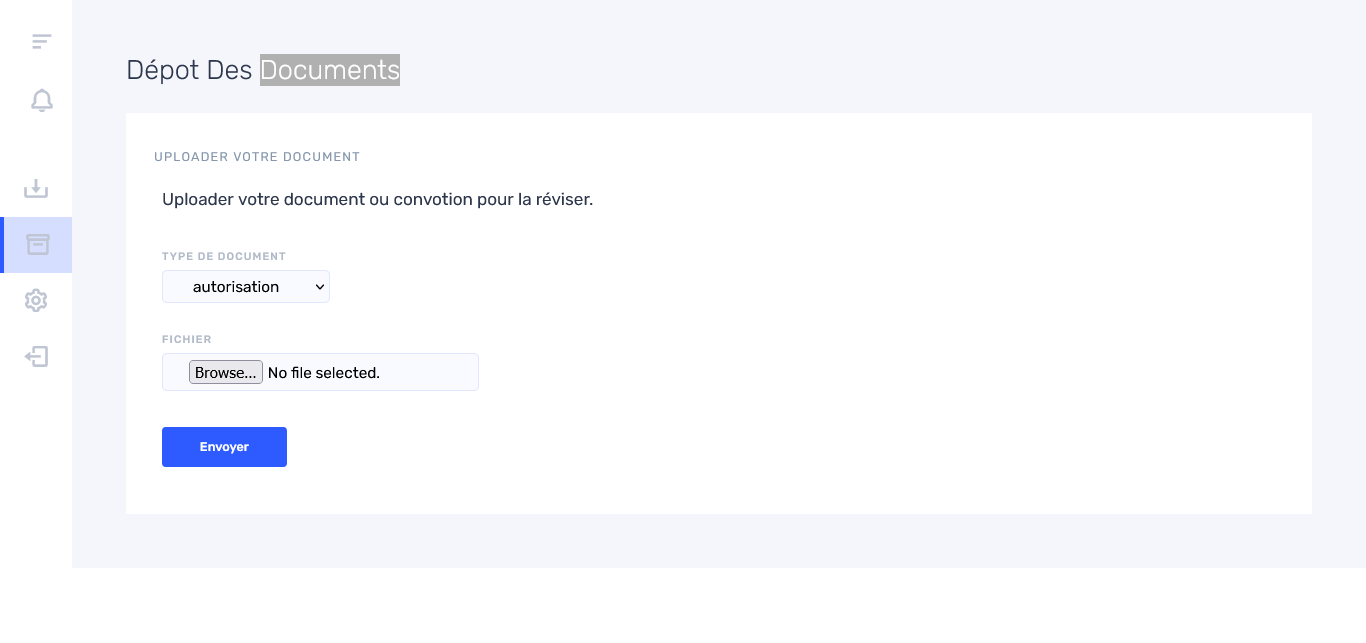 Dépot Des Documents
UPLOADER VOTRE DOCUMENT
Uploader votre document ou convotion pour la réviser.
TYPE DE DOCUMENT
autorisation
FICHIER
Browse... No file selected.
Envoyer